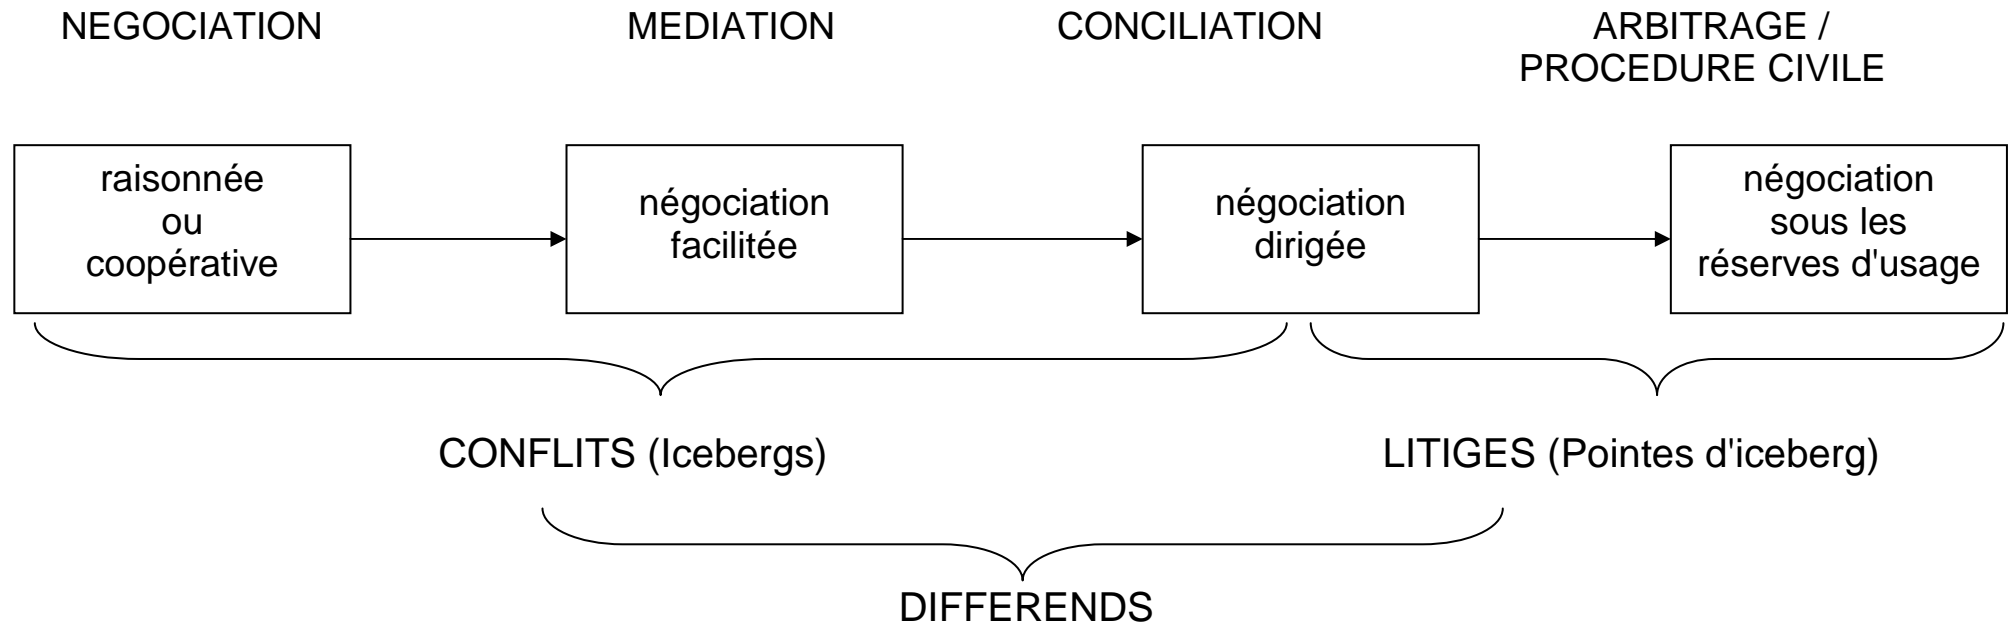 NEGOCIATION
MEDIATION
CONCILIATION
ARBITRAGE /
PROCEDURE CIVILE
raisonnée
ou
coopérative
négociation
facilitée
négociation
dirigée
négociation
sous les
réserves d'usage
CONFLITS (Icebergs)
LITIGES (Pointes d'iceberg)
DIFFERENDS